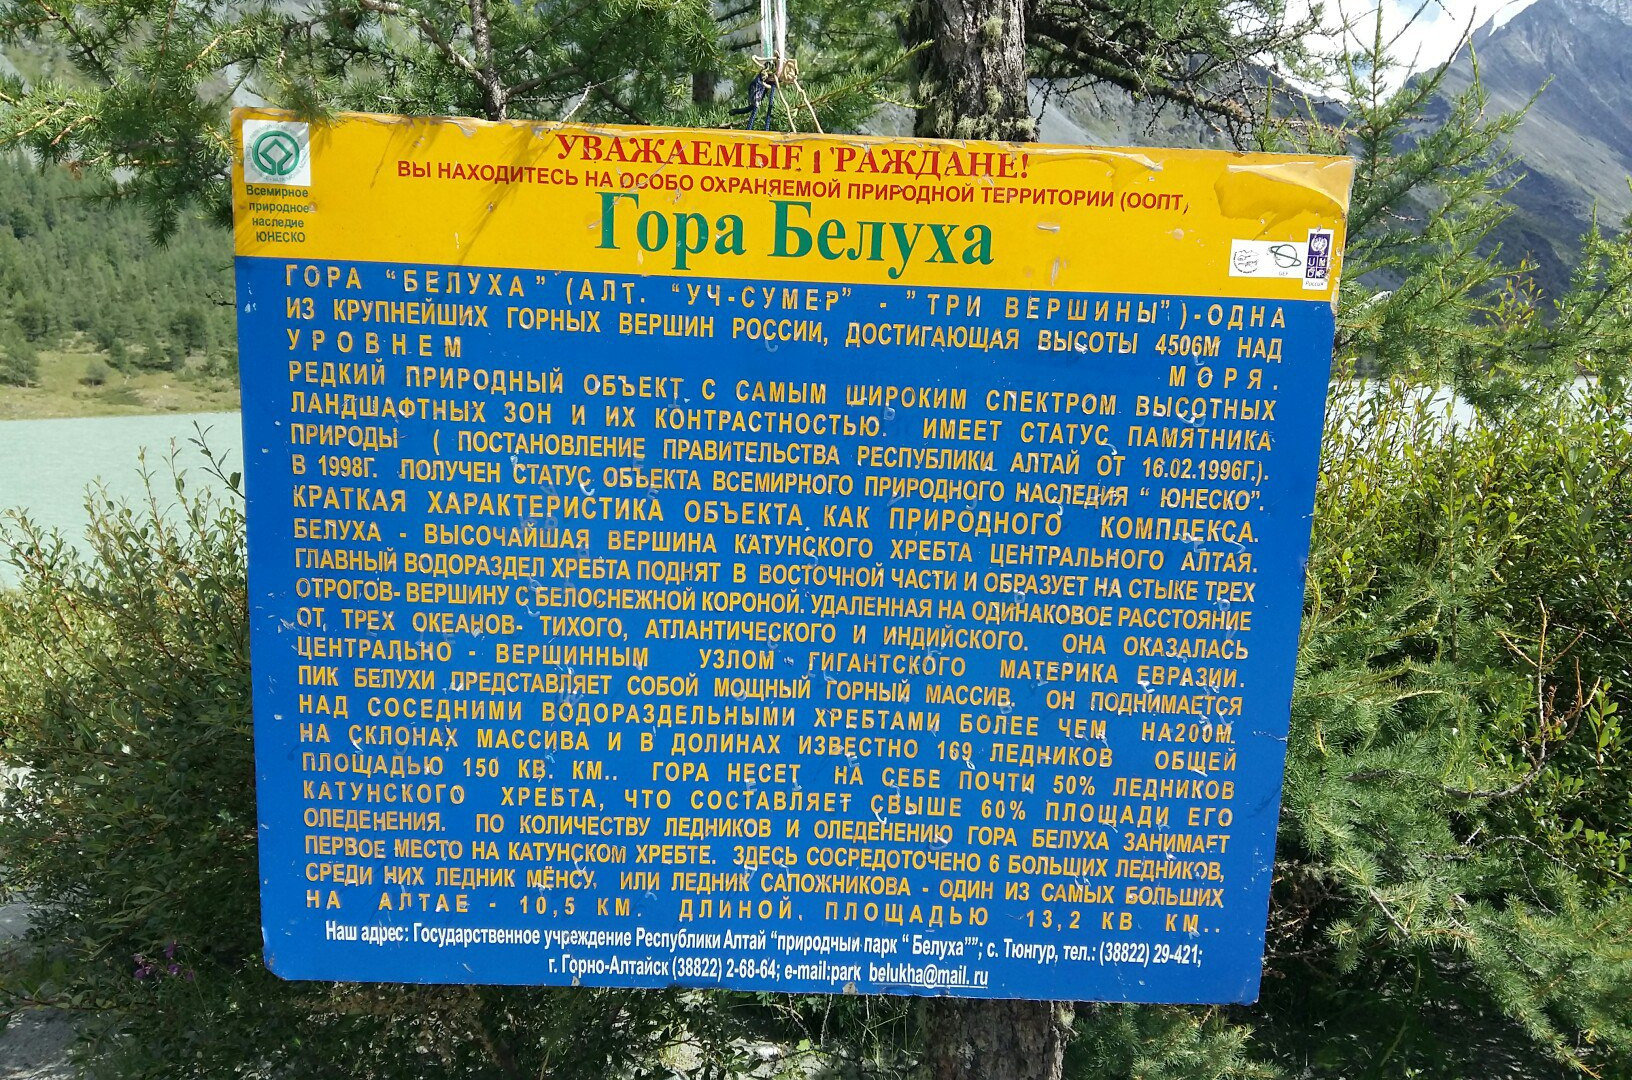 Всемирное
природное
наследие
ЮНЕСКО
УВАЖАЕМЫЕ ГРАЖДАНЕ!
ВЫ НАХОДИТЕСЬ НА ОСОБО ОХРАНЯЕМОЙ ПРИРОДНОЙ ТЕРРИТОРИИ (ООПТ)
Гора Белуха
GEF
U N
D P
Россия
ГОРА “БЕЛУХА” (АЛТ. “УЧ-СУМЕР” - ”ТРИ ВЕРШИНЫ”)-ОДНА
ИЗ КРУПНЕЙШИХ ГОРНЫХ ВЕРШИН РОССИИ, ДОСТИГАЮЩАЯ ВЫСОТЫ 4506М НАД
УРОВНЕМ МОРЯ.
РЕДКИЙ ПРИРОДНЫЙ ОБЪЕКТ С САМЫМ ШИРОКИМ СПЕКТРОМ ВЫСОТНЫХ
ЛАНДШАФТНЫХ ЗОН И ИХ КОНТРАСТНОСТЬЮ. ИМЕЕТ СТАТУС ПАМЯТНИКА
ПРИРОДЫ ( ПОСТАНОВЛЕНИЕ ПРАВИТЕЛЬСТВА РЕСПУБЛИКИ АЛТАЙ ОТ 16.02.1996Г.).
В 1998Г. ПОЛУЧЕН СТАТУС ОБЪЕКТА ВСЕМИРНОГО ПРИРОДНОГО НАСЛЕДИЯ “ ЮНЕСКО”.
КРАТКАЯ ХАРАКТЕРИСТИКА ОБЪЕКТА КАК ПРИРОДНОГО КОМПЛЕКСА.
БЕЛУХА - ВЫСОЧАЙШАЯ ВЕРШИНА КАТУНСКОГО ХРЕБТА ЦЕНТРАЛЬНОГО АЛТАЯ.
ГЛАВНЫЙ ВОДОРАЗДЕЛ ХРЕБТА ПОДНЯТ В ВОСТОЧНОЙ ЧАСТИ И ОБРАЗУЕТ НА СТЫКЕ ТРЕХ
ОТРОГОВ- ВЕРШИНУ С БЕЛОСНЕЖНОЙ КОРОНОЙ. УДАЛЕННАЯ НА ОДИНАКОВОЕ РАССТОЯНИЕ
ОТ ТРЕХ ОКЕАНОВ- ТИХОГО, АТЛАНТИЧЕСКОГО И ИНДИЙСКОГО. ОНА ОКАЗАЛАСЬ
ЦЕНТРАЛЬНО - ВЕРШИННЫМ УЗЛОМ ГИГАНТСКОГО МАТЕРИКА ЕВРАЗИИ.
ПИК БЕЛУХИ ПРЕДСТАВЛЯЕТ СОБОЙ МОЩНЫЙ ГОРНЫЙ МАССИВ. ОН ПОДНИМАЕТСЯ
НАД СОСЕДНИМИ ВОДОРАЗДЕЛЬНЫМИ ХРЕБТАМИ БОЛЕЕ ЧЕМ НА200М.
НА СКЛОНАХ МАССИВА И В ДОЛИНАХ ИЗВЕСТНО 169 ЛЕДНИКОВ ОБЩЕЙ
ПЛОЩАДЬЮ 150 КВ. КМ.. ГОРА НЕСЕТ НА СЕБЕ ПОЧТИ 50% ЛЕДНИКОВ
КАТУНСКОГО ХРЕБТА, ЧТО СОСТАВЛЯЕТ СВЫШЕ 60% ПЛОЩАДИ ЕГО
ОЛЕДЕНЕНИЯ. ПО КОЛИЧЕСТВУ ЛЕДНИКОВ И ОЛЕДЕНЕНИЮ ГОРА БЕЛУХА ЗАНИМАЕТ
ПЕРВОЕ МЕСТО НА КАТУНСКОМ ХРЕБТЕ. ЗДЕСЬ СОСРЕДОТОЧЕНО 6 БОЛЬШИХ ЛЕДНИКОВ,
СРЕДИ НИХ ЛЕДНИК МЁНСУ, ИЛИ ЛЕДНИК САПОЖНИКОВА - ОДИН ИЗ САМЫХ БОЛЬШИХ
НА АЛТАЕ - 10,5 КМ. ДЛИНОЙ, ПЛОЩАДЬЮ 13,2 КВ КМ..
Наш адрес: Государственное учреждение Республики Алтай “природный парк “ Белуха””; с. Тюнгур, тел.: (38822) 29-421;
г. Горно-Алтайск (38822) 2-68-64; e-mail:park_belukha@mail.ru